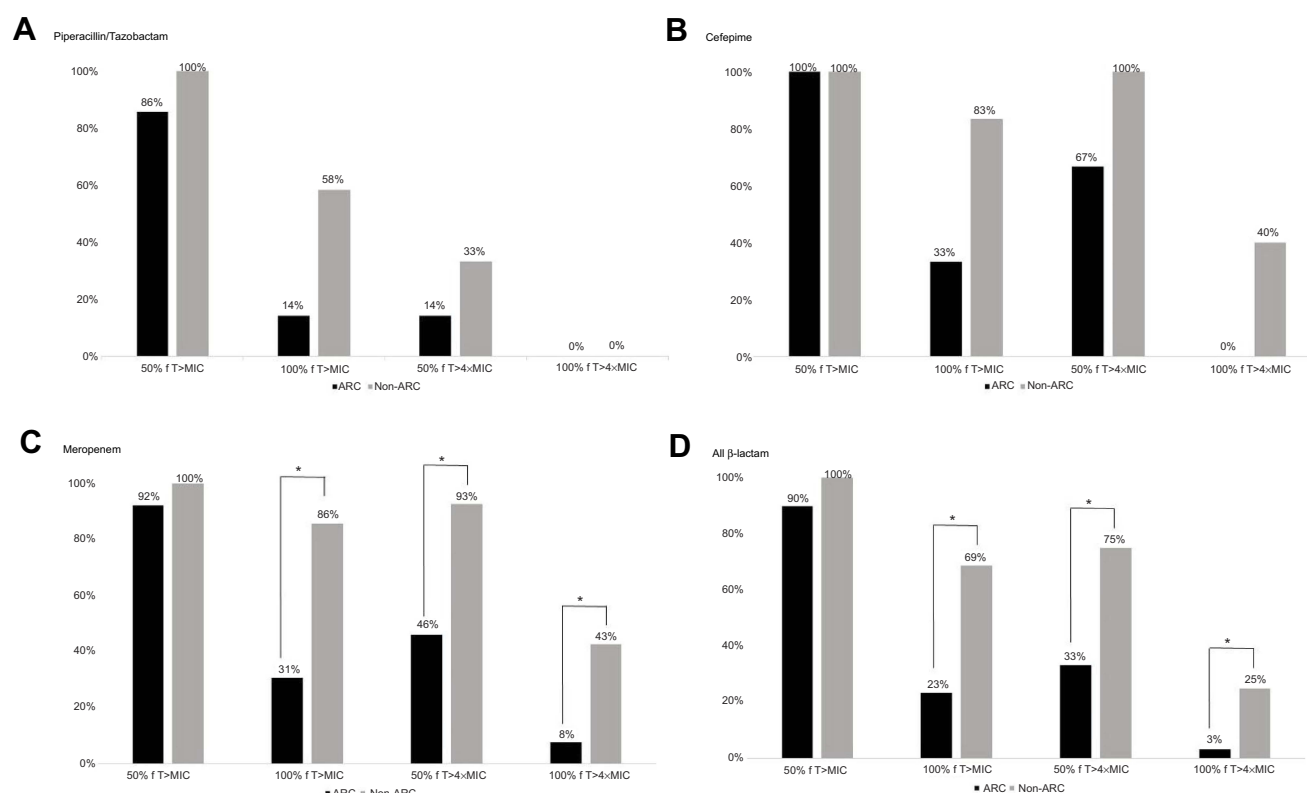 A Piperacillin/Tazobactam
100%
80%
60%
40%
20%
0%
86%
100%
14%
58%
14%
33%
0%
0%
50% f T>MIC
100% f T>MIC
50% f T>4×MIC
100% f T>4×MIC
ARC Non-ARC
B Cefepime
100%
80%
60%
40%
20%
0%
100%
100%
33%
83%
67%
100%
0%
40%
50% f T>MIC
100% f T>MIC
50% f T>4×MIC
100% f T>4×MIC
ARC Non-ARC
C Meropenem
100%
80%
60%
40%
20%
0%
92%
100%
*
31%
86%
*
46%
93%
*
8%
43%
50% f T>MIC
100% f T>MIC
50% f T>4×MIC
100% f T>4×MIC
ARC Non-ARC
D All β-lactam
100%
80%
60%
40%
20%
0%
90%
100%
*
23%
69%
*
33%
75%
*
3%
25%
50% f T>MIC
100% f T>MIC
50% f T>4×MIC
100% f T>4×MIC
ARC Non-ARC